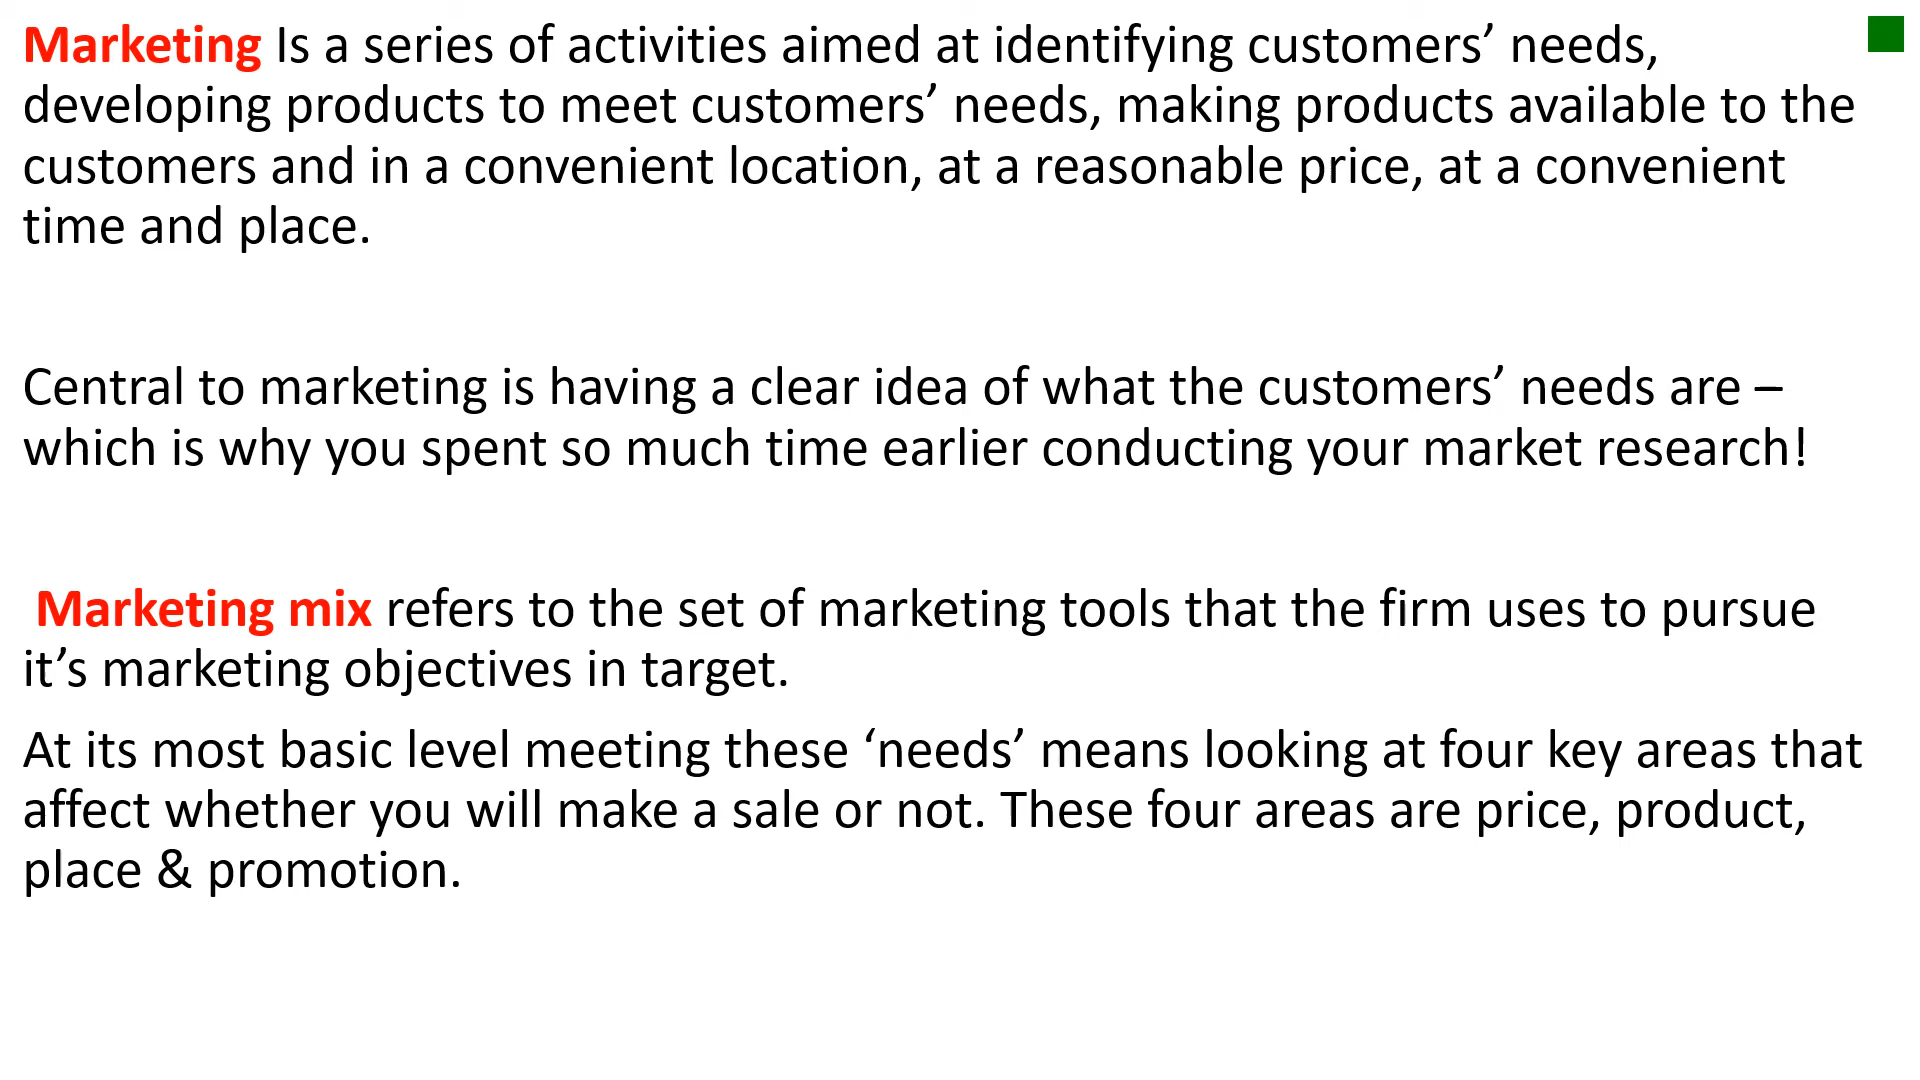 Marketing Is a series of activities aimed at identifying customers’ needs,
developing products to meet customers’ needs, making products available to the
customers and in a convenient location, at a reasonable price, at a convenient
time and place.
Central to marketing is having a clear idea of what the customers’ needs are –
which is why you spent so much time earlier conducting your market research!
Marketing mix refers to the set of marketing tools that the firm uses to pursue
it’s marketing objectives in target.
At its most basic level meeting these ‘needs’ means looking at four key areas that
affect whether you will make a sale or not. These four areas are price, product,
place & promotion.